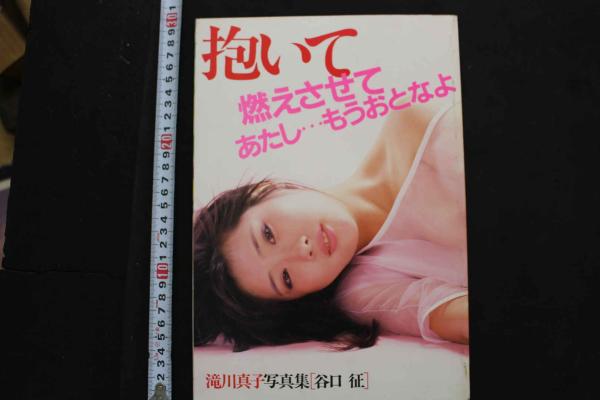 抱いて
燃えさせて
あたし…もうおとなよ
滝川真子写真集[谷口 征]